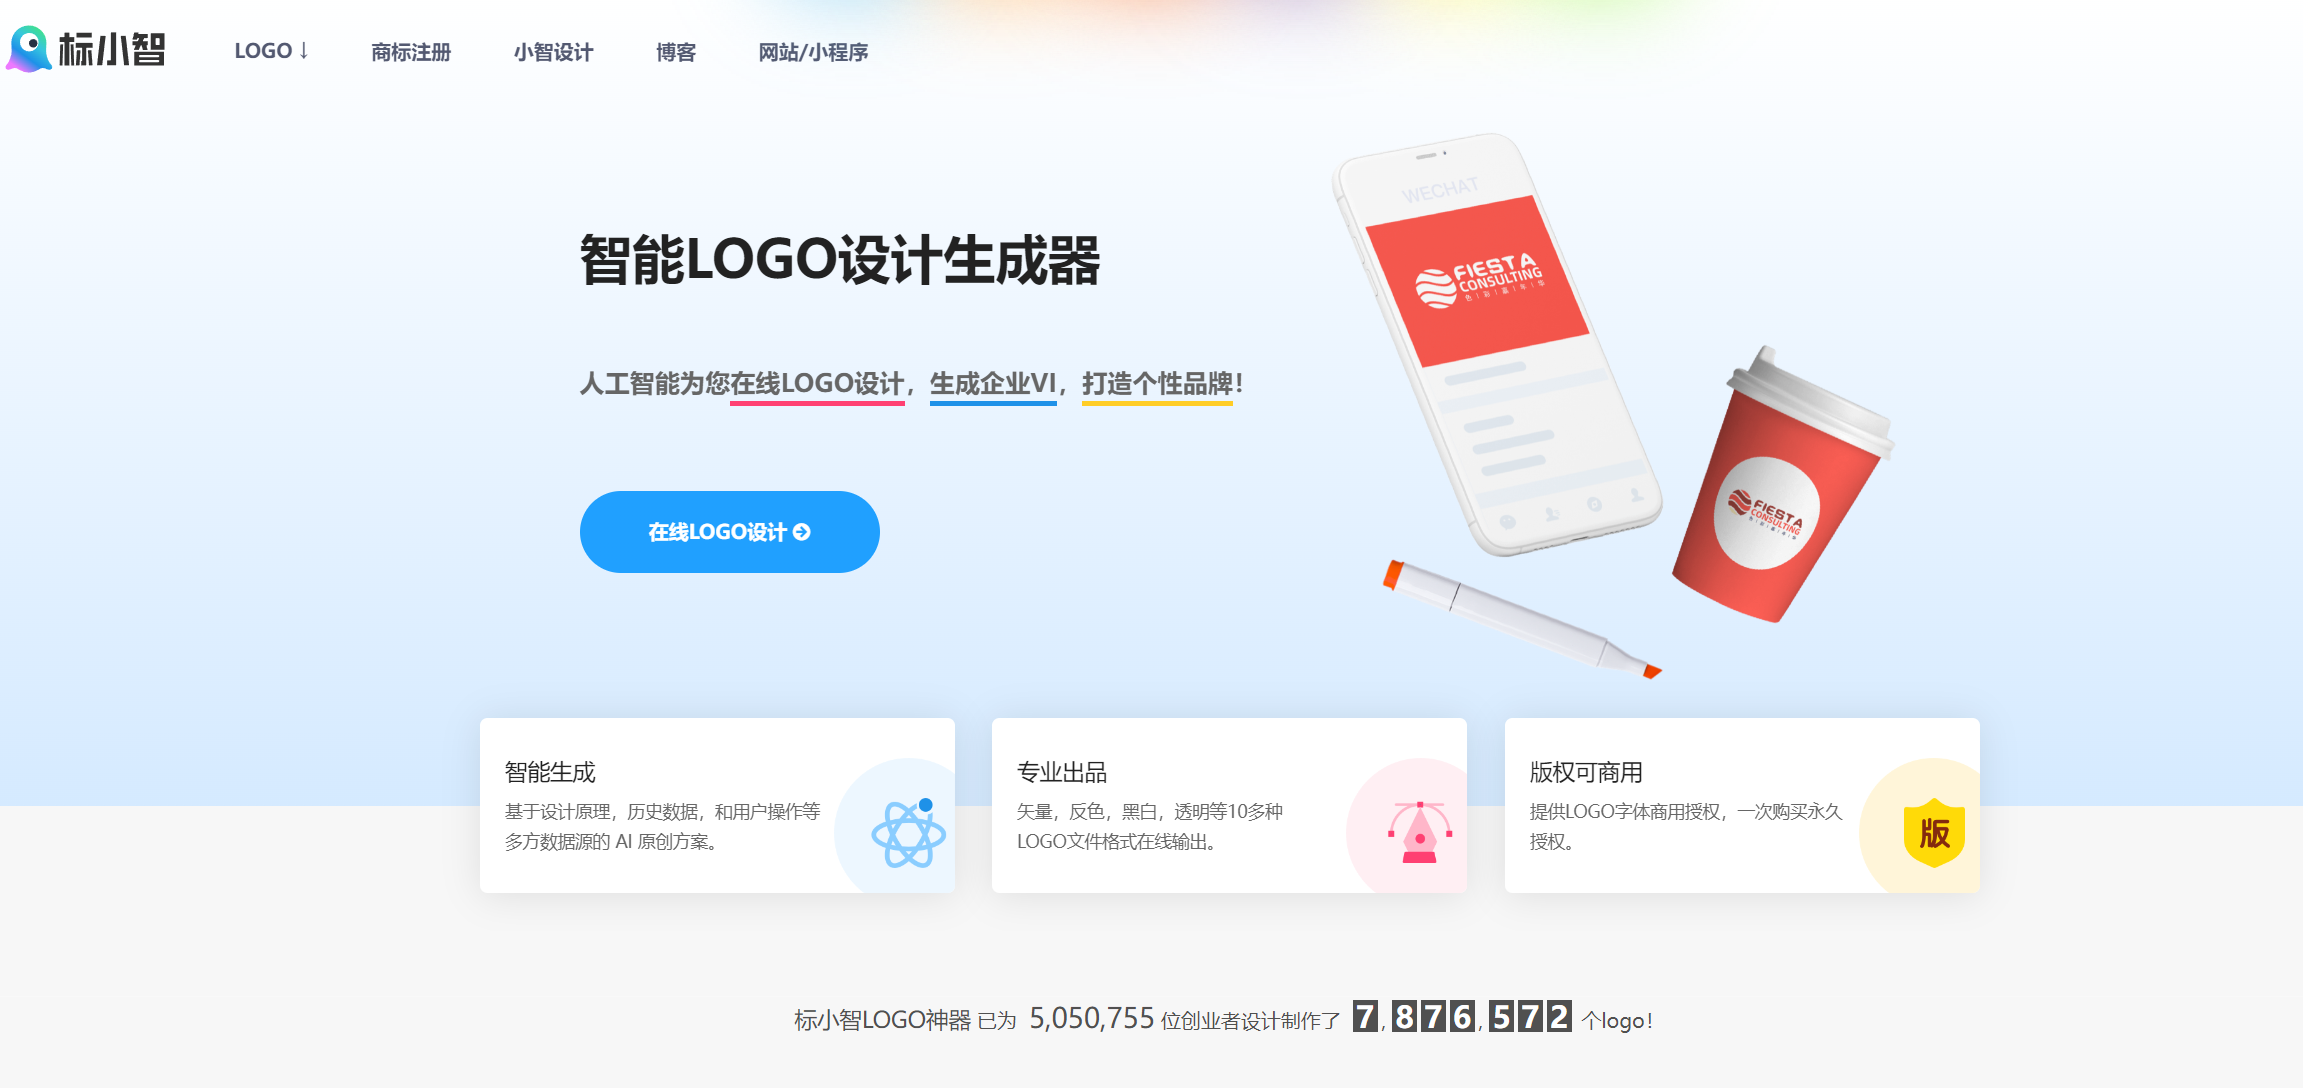 标小智
LOGO ↓
商标注册
小智设计
博客
网站/小程序
智能LOGO设计生成器
人工智能为您在线LOGO设计，生成企业VI，打造个性品牌！
在线LOGO设计
WECHAT
FIESTA
CONSULTING
色 | 彩 | 嘉 | 年 | 华
FIESTA
CONSULTING
智能生成
基于设计原理，历史数据，和用户操作等
多方数据源的 AI 原创方案。
专业出品
矢量，反色，黑白，透明等10多种
LOGO文件格式在线输出。
版权可商用
提供LOGO字体商用授权，一次购买永久
授权。
版
标小智LOGO神器 已为 5,050,755 位创业者设计制作了 7,876,572 个logo！